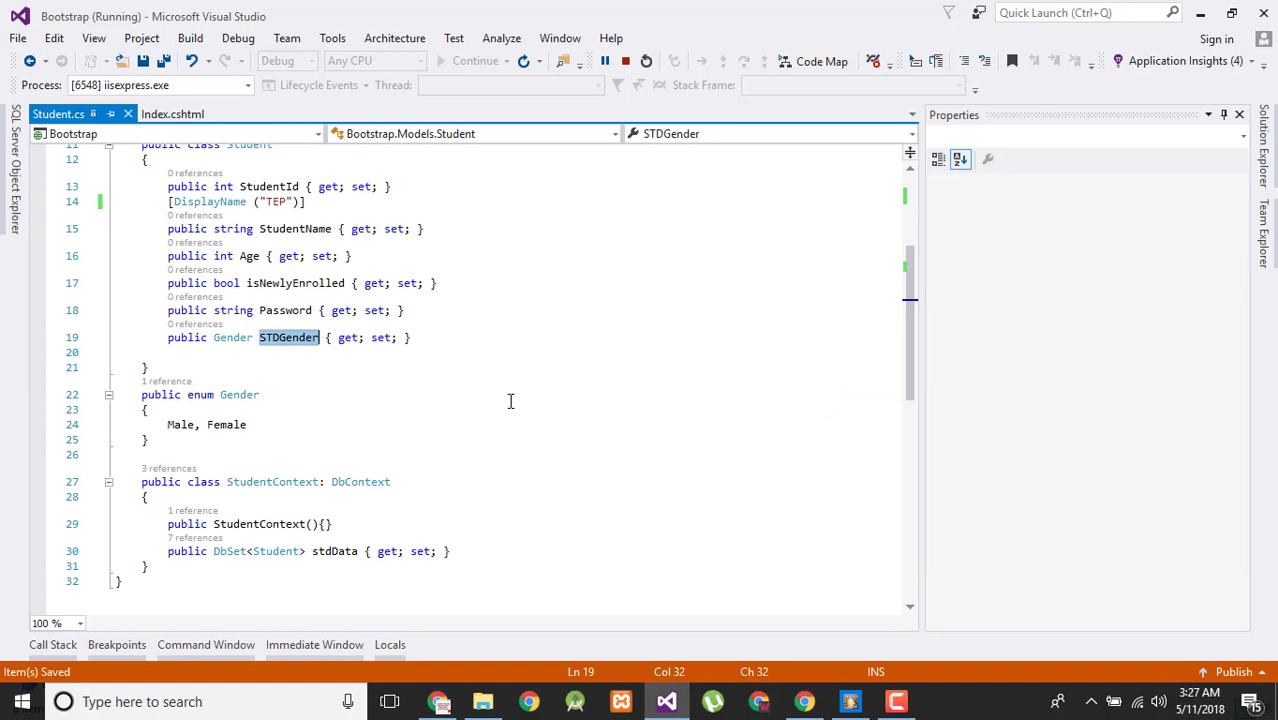 Bootstrap (Running) - Microsoft Visual Studio
Quick Launch (Ctrl+Q)
File Edit View Project Build Debug Team Tools Architecture Test Analyze Window Help
Sign in
Debug Any CPU Continue Code Map Application Insights (4)
Process: [6548] iisexpress.exe Lifecycle Events Thread: Stack Frame:
Student.cs Index.cshtml
Properties
Bootstrap Bootstrap.Models.Student STDGender
SQL Server Object Explorer
Solution Explorer
Team Explorer
11 public class Student
12 {
0 references
13 public int StudentId { get; set; }
14 [DisplayName ("TEP")]
0 references
15 public string StudentName { get; set; }
0 references
16 public int Age { get; set; }
0 references
17 public bool isNewlyEnrolled { get; set; }
0 references
18 public string Password { get; set; }
0 references
19 public Gender STDGender { get; set; }
20
21 }
1 reference
22 public enum Gender
23 {
24 Male, Female
25 }
26
3 references
27 public class StudentContext: DbContext
28 {
1 reference
29 public StudentContext(){}
7 references
30 public DbSet<Student> stdData { get; set; }
31 }
32 }
100 %
Call Stack Breakpoints Command Window Immediate Window Locals
Item(s) Saved Ln 19 Col 32 Ch 32 INS Publish
Type here to search
3:27 AM
5/11/2018
15